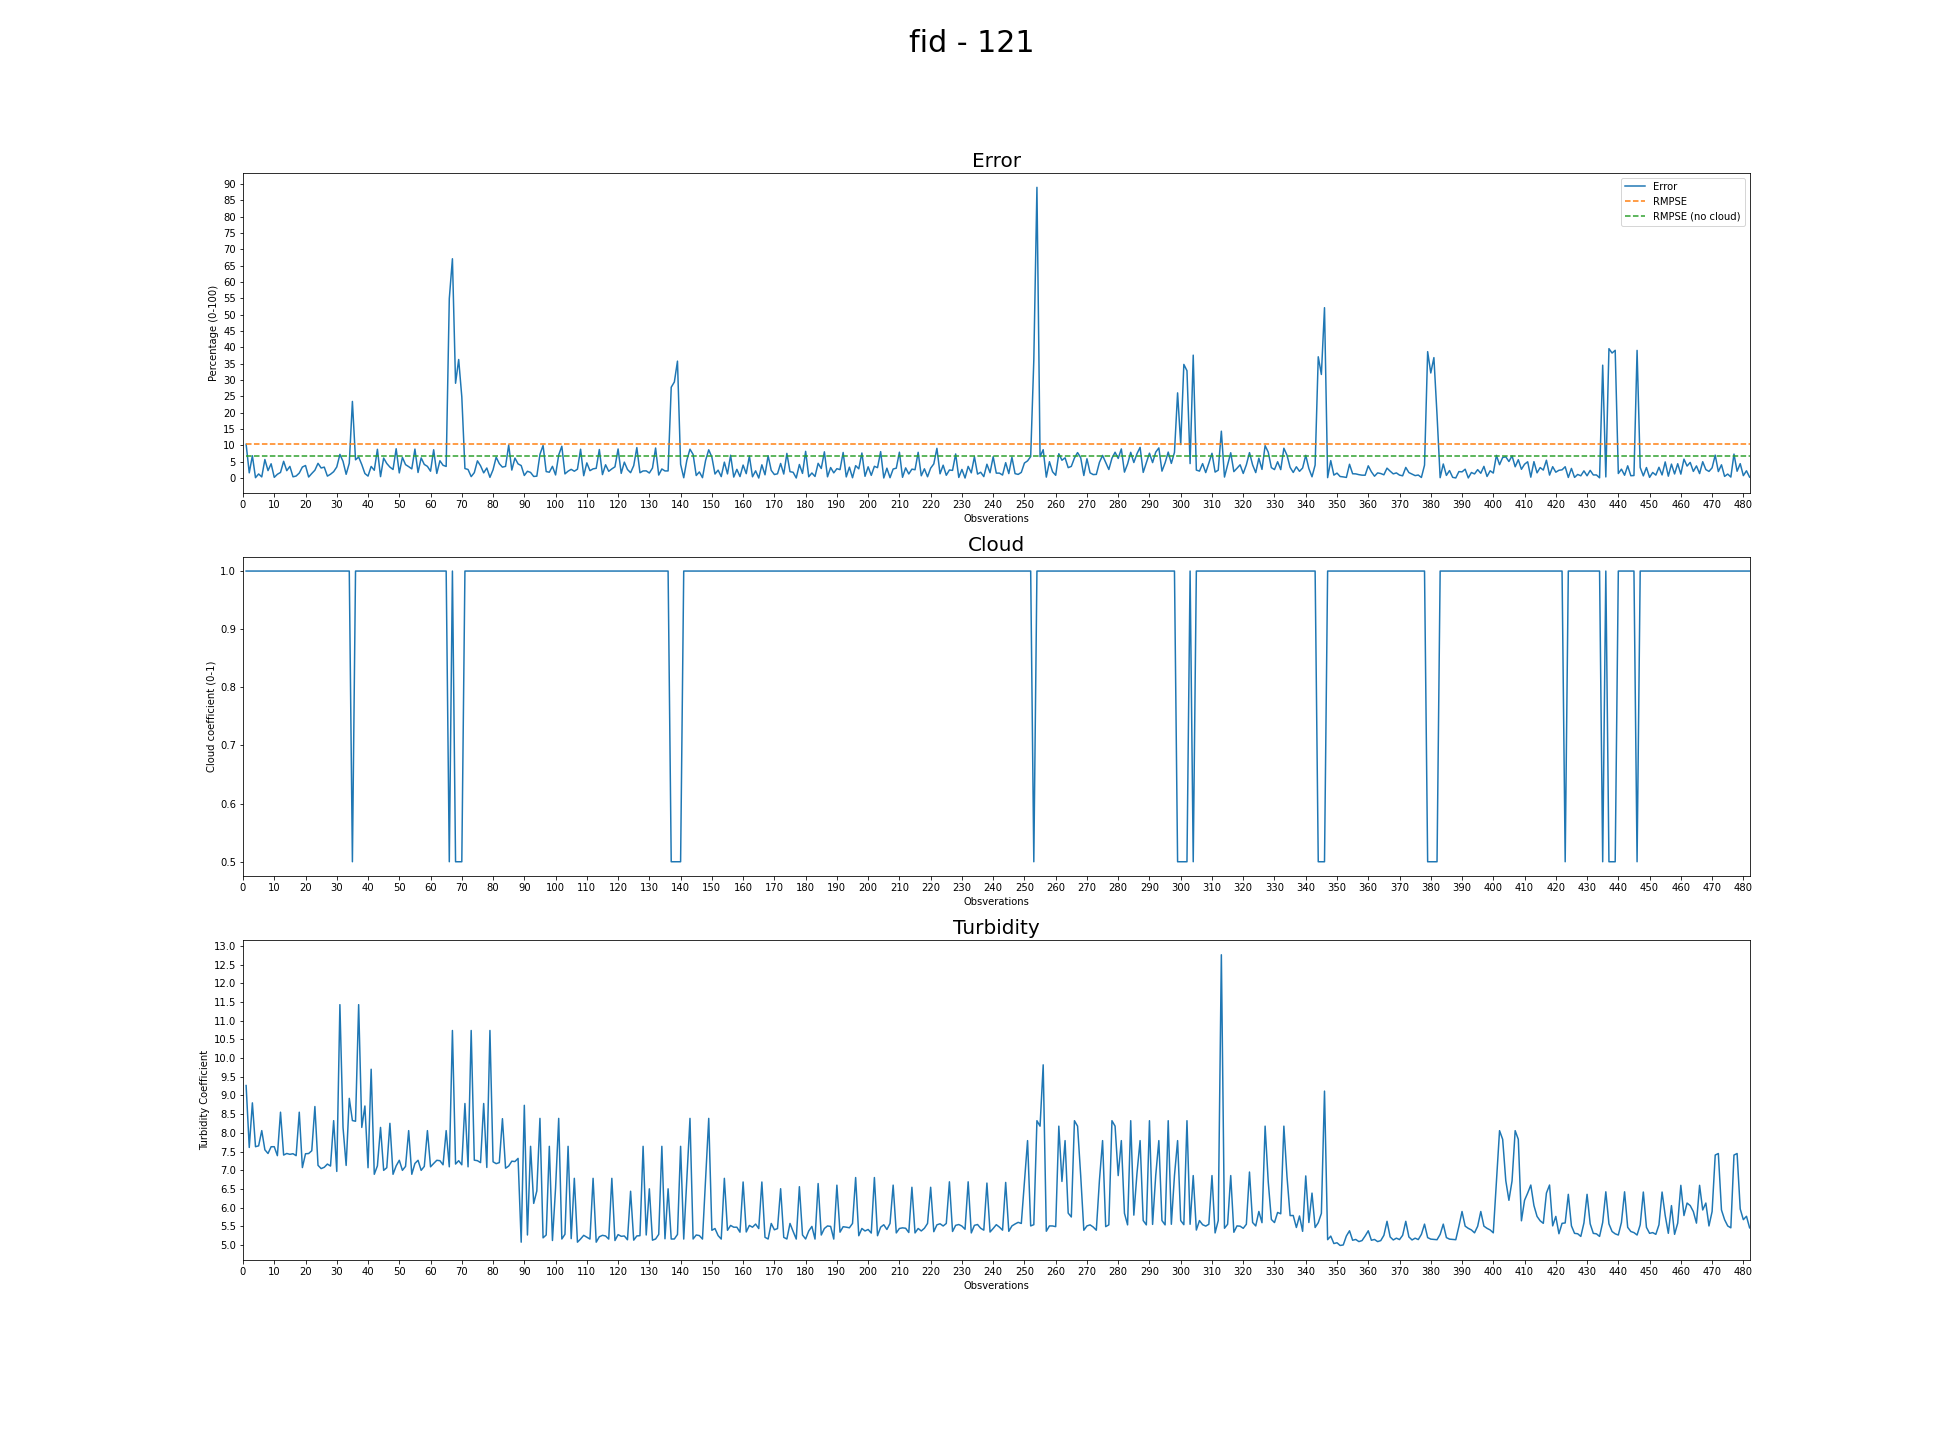 fid - 121
Error
90
85
80
75
70
65
60
55
50
45
40
35
30
25
20
15
10
5
0
Percentage (0-100)
Error
RMPSE
RMPSE (no cloud)
0 10 20 30 40 50 60 70 80 90 100 110 120 130 140 150 160 170 180 190 200 210 220 230 240 250 260 270 280 290 300 310 320 330 340 350 360 370 380 390 400 410 420 430 440 450 460 470 480
Obsverations
Cloud
1.0
0.9
0.8
0.7
0.6
0.5
Cloud coefficient (0-1)
0 10 20 30 40 50 60 70 80 90 100 110 120 130 140 150 160 170 180 190 200 210 220 230 240 250 260 270 280 290 300 310 320 330 340 350 360 370 380 390 400 410 420 430 440 450 460 470 480
Obsverations
Turbidity
13.0
12.5
12.0
11.5
11.0
10.5
10.0
9.5
9.0
8.5
8.0
7.5
7.0
6.5
6.0
5.5
5.0
Turbidity Coefficient
0 10 20 30 40 50 60 70 80 90 100 110 120 130 140 150 160 170 180 190 200 210 220 230 240 250 260 270 280 290 300 310 320 330 340 350 360 370 380 390 400 410 420 430 440 450 460 470 480
Obsverations